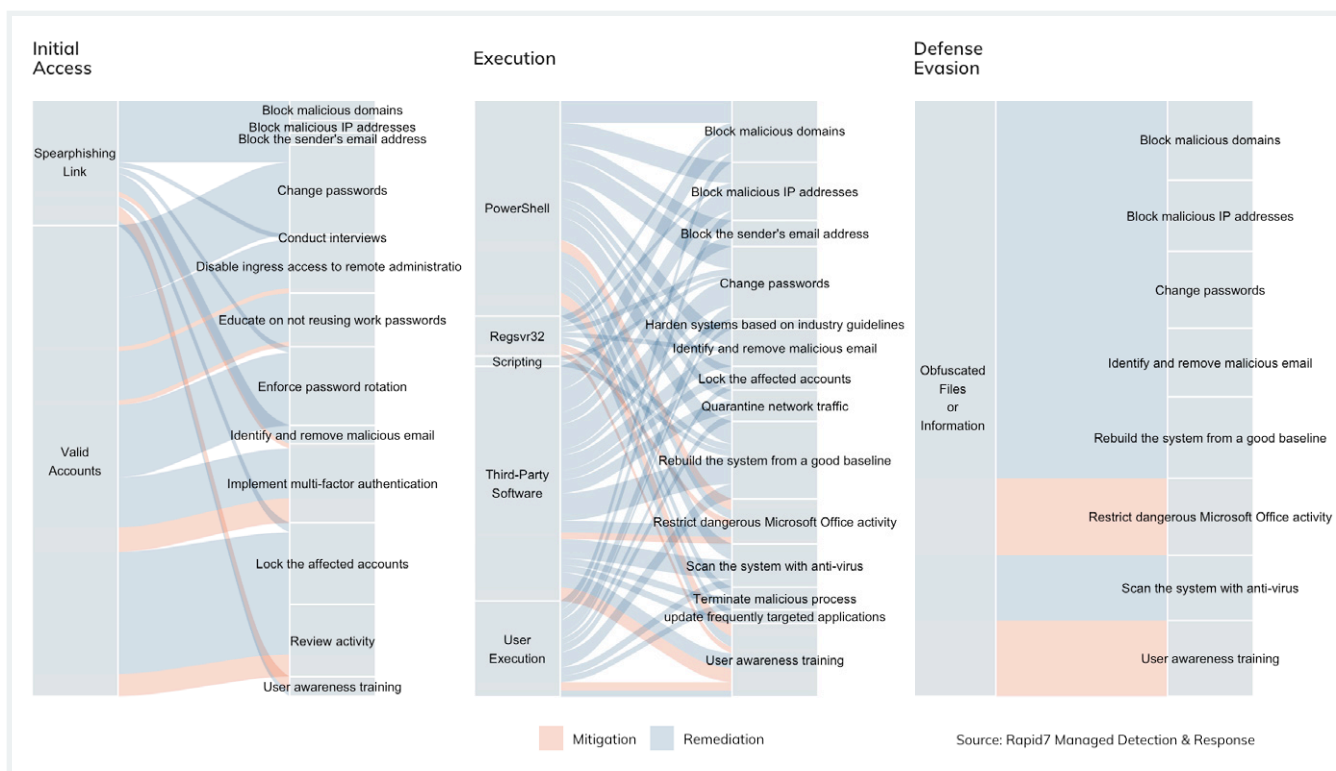 Initial
Access
Spearphishing
Link
Valid
Accounts
Block malicious domains
Block malicious IP addresses
Block the sender's email address
Change passwords
Conduct interviews
Disable ingress access to remote administratio
Educate on not reusing work passwords
Enforce password rotation
Identify and remove malicious email
Implement multi-factor authentication
Lock the affected accounts
Review activity
User awareness training
Execution
PowerShell
Regsvr32
Scripting
Third-Party
Software
User
Execution
Block malicious domains
Block malicious IP addresses
Block the sender's email address
Change passwords
Harden systems based on industry guidelines
Identify and remove malicious email
Lock the affected accounts
Quarantine network traffic
Rebuild the system from a good baseline
Restrict dangerous Microsoft Office activity
Scan the system with anti-virus
Terminate malicious process
update frequently targeted applications
User awareness training
Defense
Evasion
Obfuscated
Files
or
Information
Block malicious domains
Block malicious IP addresses
Change passwords
Identify and remove malicious email
Rebuild the system from a good baseline
Restrict dangerous Microsoft Office activity
Scan the system with anti-virus
User awareness training
Mitigation
Remediation
Source: Rapid7 Managed Detection & Response